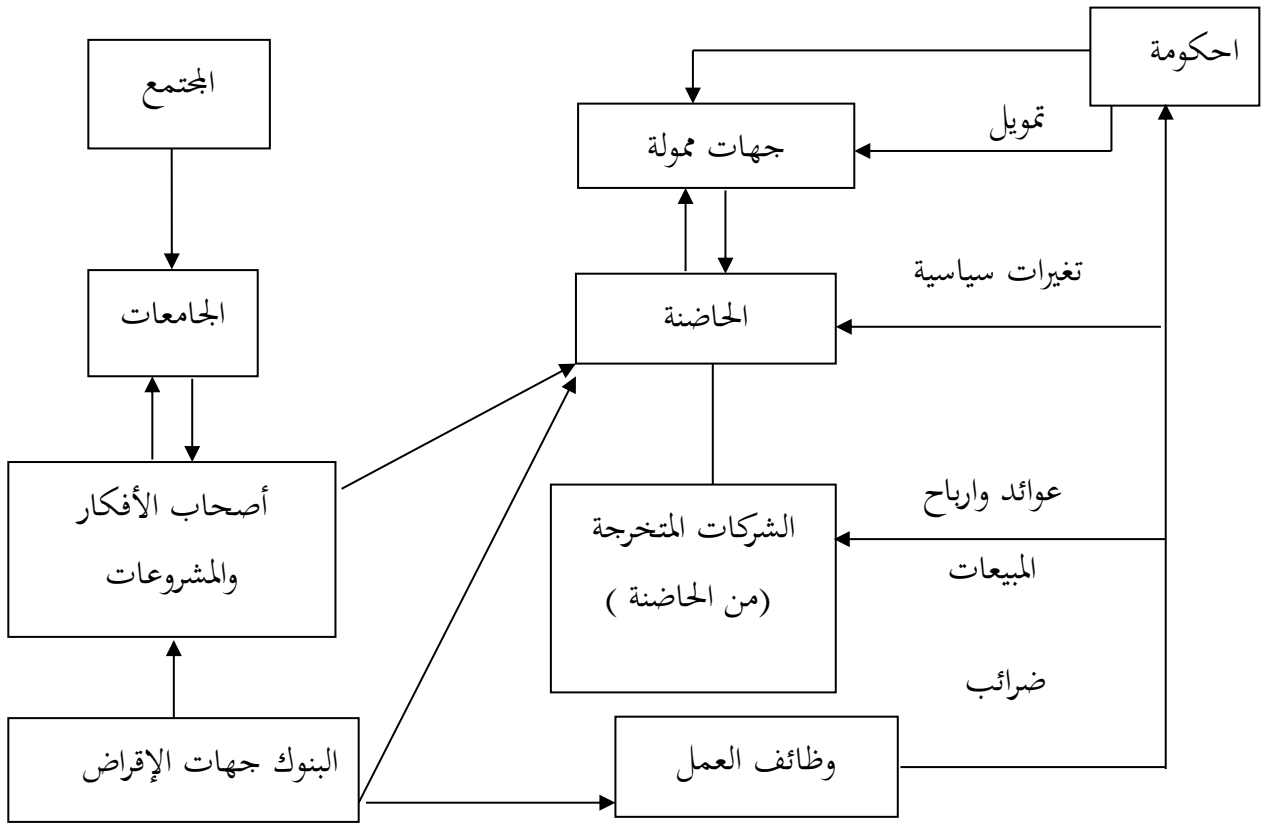 احكومة
المجتمع
تمويل
جهات ممولة
تغيرات سياسية
الجامعات
الحاضنة
أصحاب الأفكار
والمشروعات
عوائد وارباح
المبيعات
الشركات المتخرجة
(من الحاضنة )
ضرائب
وظائف العمل
البنوك جهات الإقراض